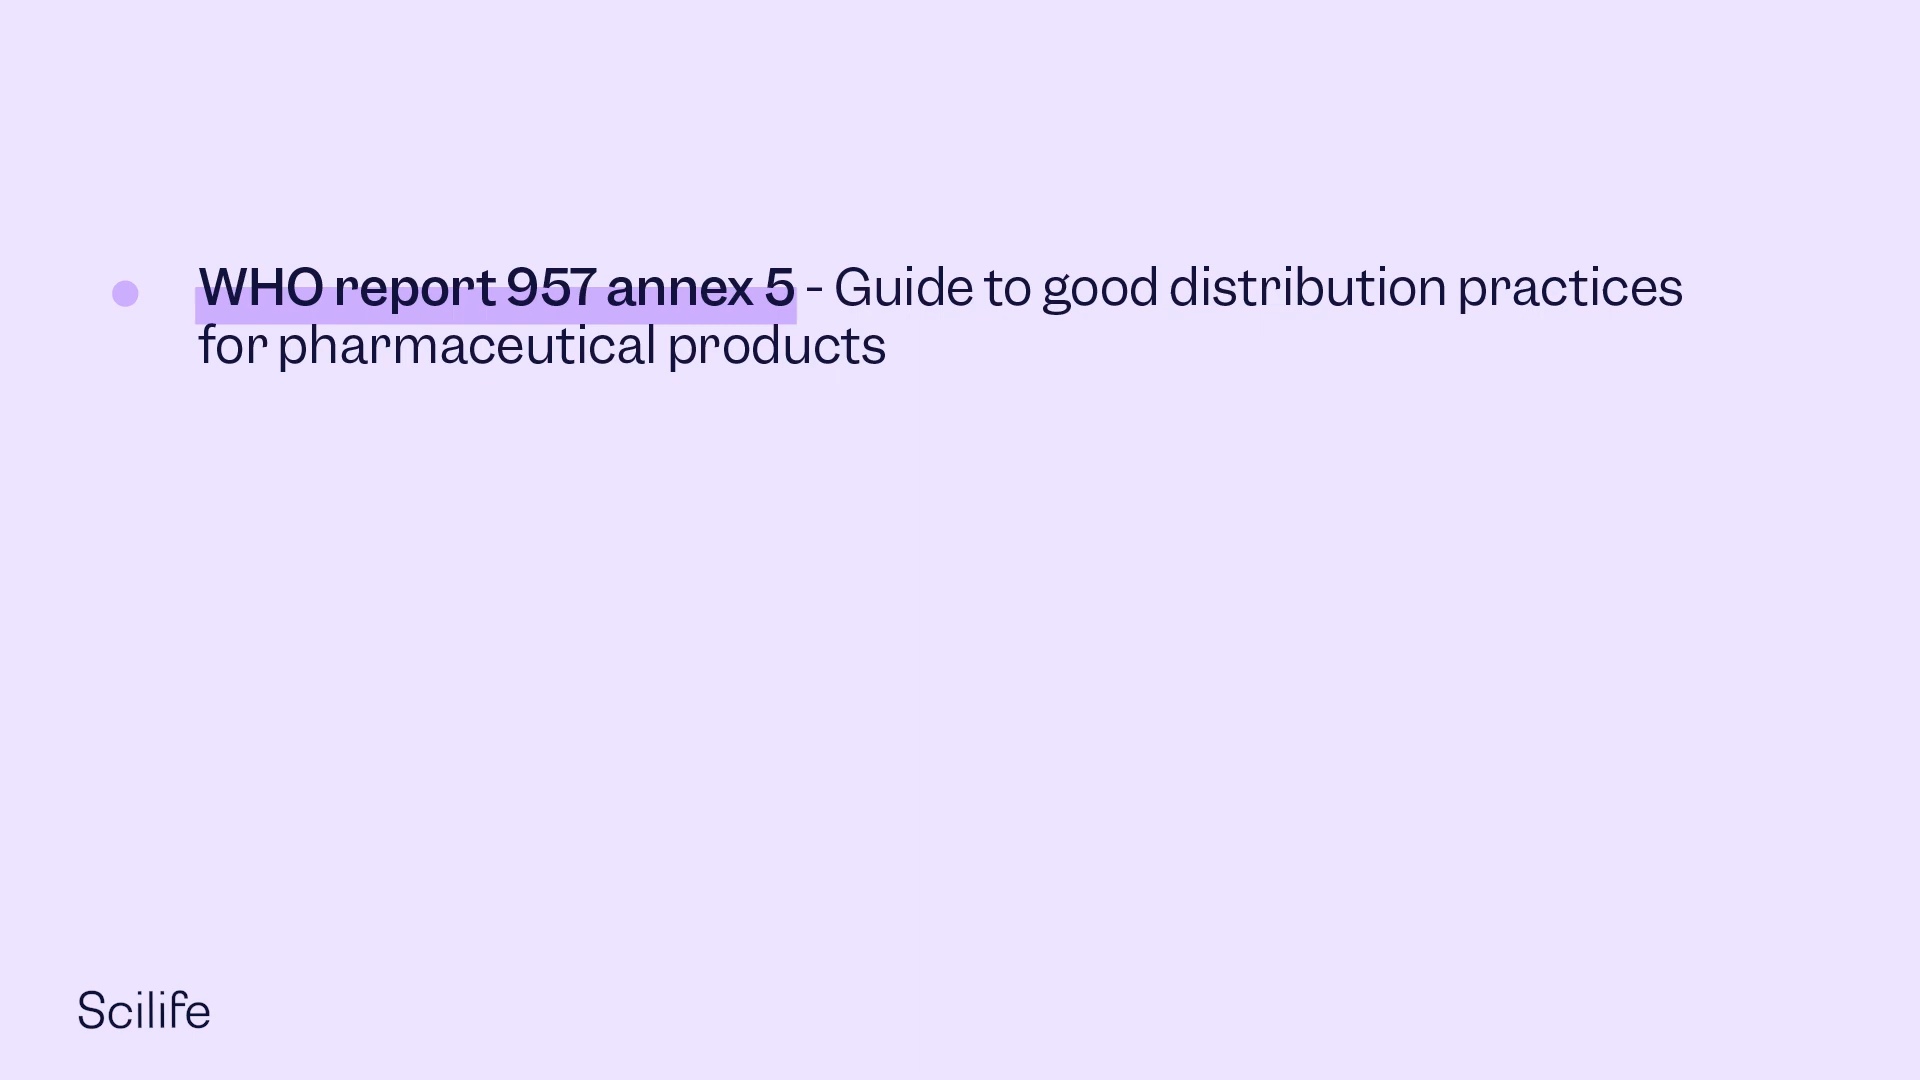 WHO report 957 annex 5 - Guide to good distribution practices
for pharmaceutical products
Scilife